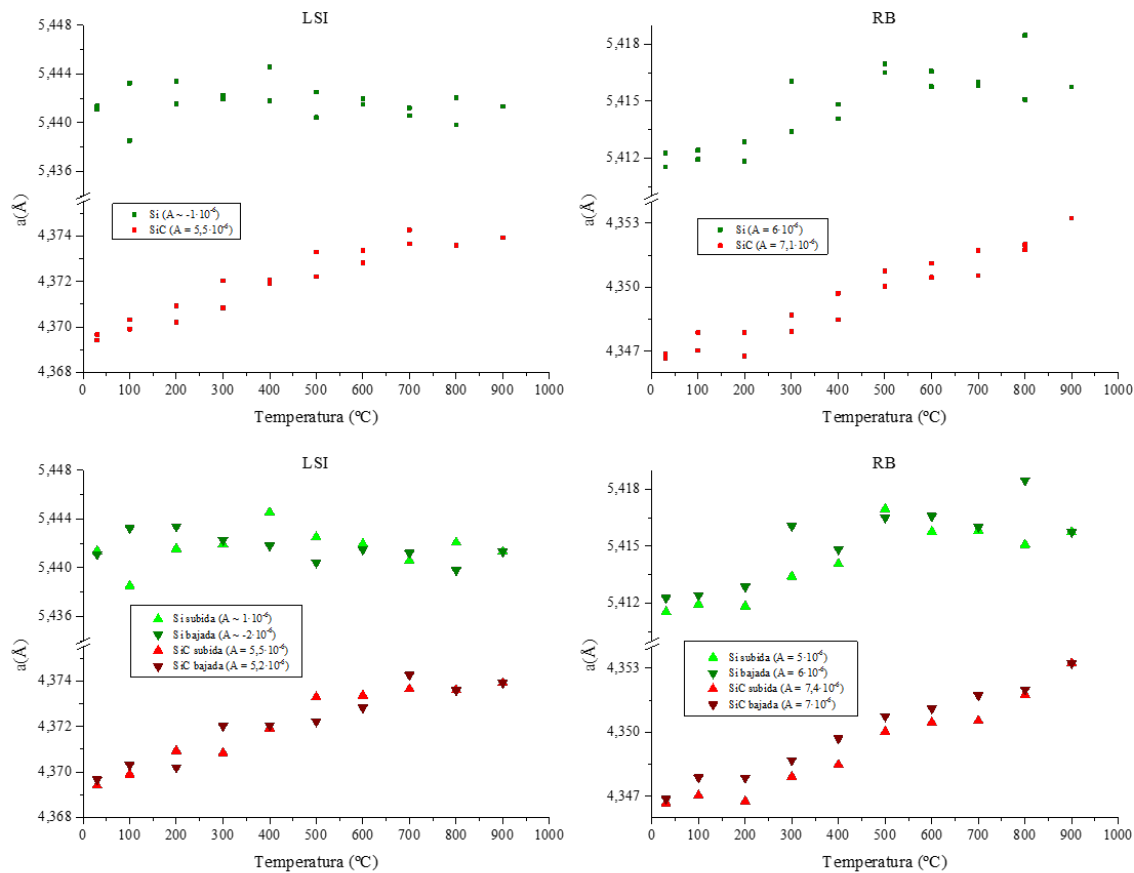 LSI
5,448
5,444
5,440
5,436
4,374
4,372
4,370
4,368
a(Å)
Si (A ~ -1·10⁻⁶)
SiC (A = 5,5·10⁻⁶)
0 100 200 300 400 500 600 700 800 900 1000
Temperatura (ºC)
RB
5,418
5,415
5,412
4,353
4,350
4,347
a(Å)
Si (A = 6·10⁻⁶)
SiC (A = 7,1·10⁻⁶)
0 100 200 300 400 500 600 700 800 900 1000
Temperatura (ºC)
LSI
5,448
5,444
5,440
5,436
4,374
4,372
4,370
4,368
a(Å)
Si subida (A ~ 1·10⁻⁶)
Si bajada (A ~ -2·10⁻⁶)
SiC subida (A = 5,5·10⁻⁶)
SiC bajada (A = 5,2·10⁻⁶)
0 100 200 300 400 500 600 700 800 900 1000
Temperatura (ºC)
RB
5,418
5,415
5,412
4,353
4,350
4,347
a(Å)
Si subida (A = 5·10⁻⁶)
Si bajada (A = 6·10⁻⁶)
SiC subida (A = 7,4·10⁻⁶)
SiC bajada (A = 7·10⁻⁶)
0 100 200 300 400 500 600 700 800 900 1000
Temperatura (ºC)